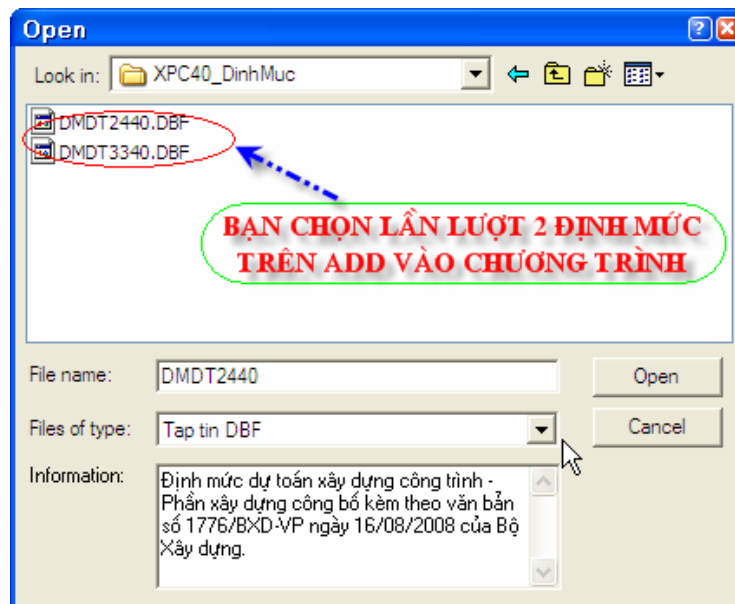 Open
Look in: XPC40_DinhMuc
DMDT2440.DBF
DMDT3340.DBF
BẠN CHỌN LẦN LƯỢT 2 ĐỊNH MỨC
TRÊN ADD VÀO CHƯƠNG TRÌNH
File name: DMDT2440 Open
Files of type: Tap tin DBF Cancel
Information: Định mức dự toán xây dựng công trình -
Phần xây dựng công bố kèm theo văn bản
số 1776/BXD-VP ngày 16/08/2008 của Bộ
Xây dựng.